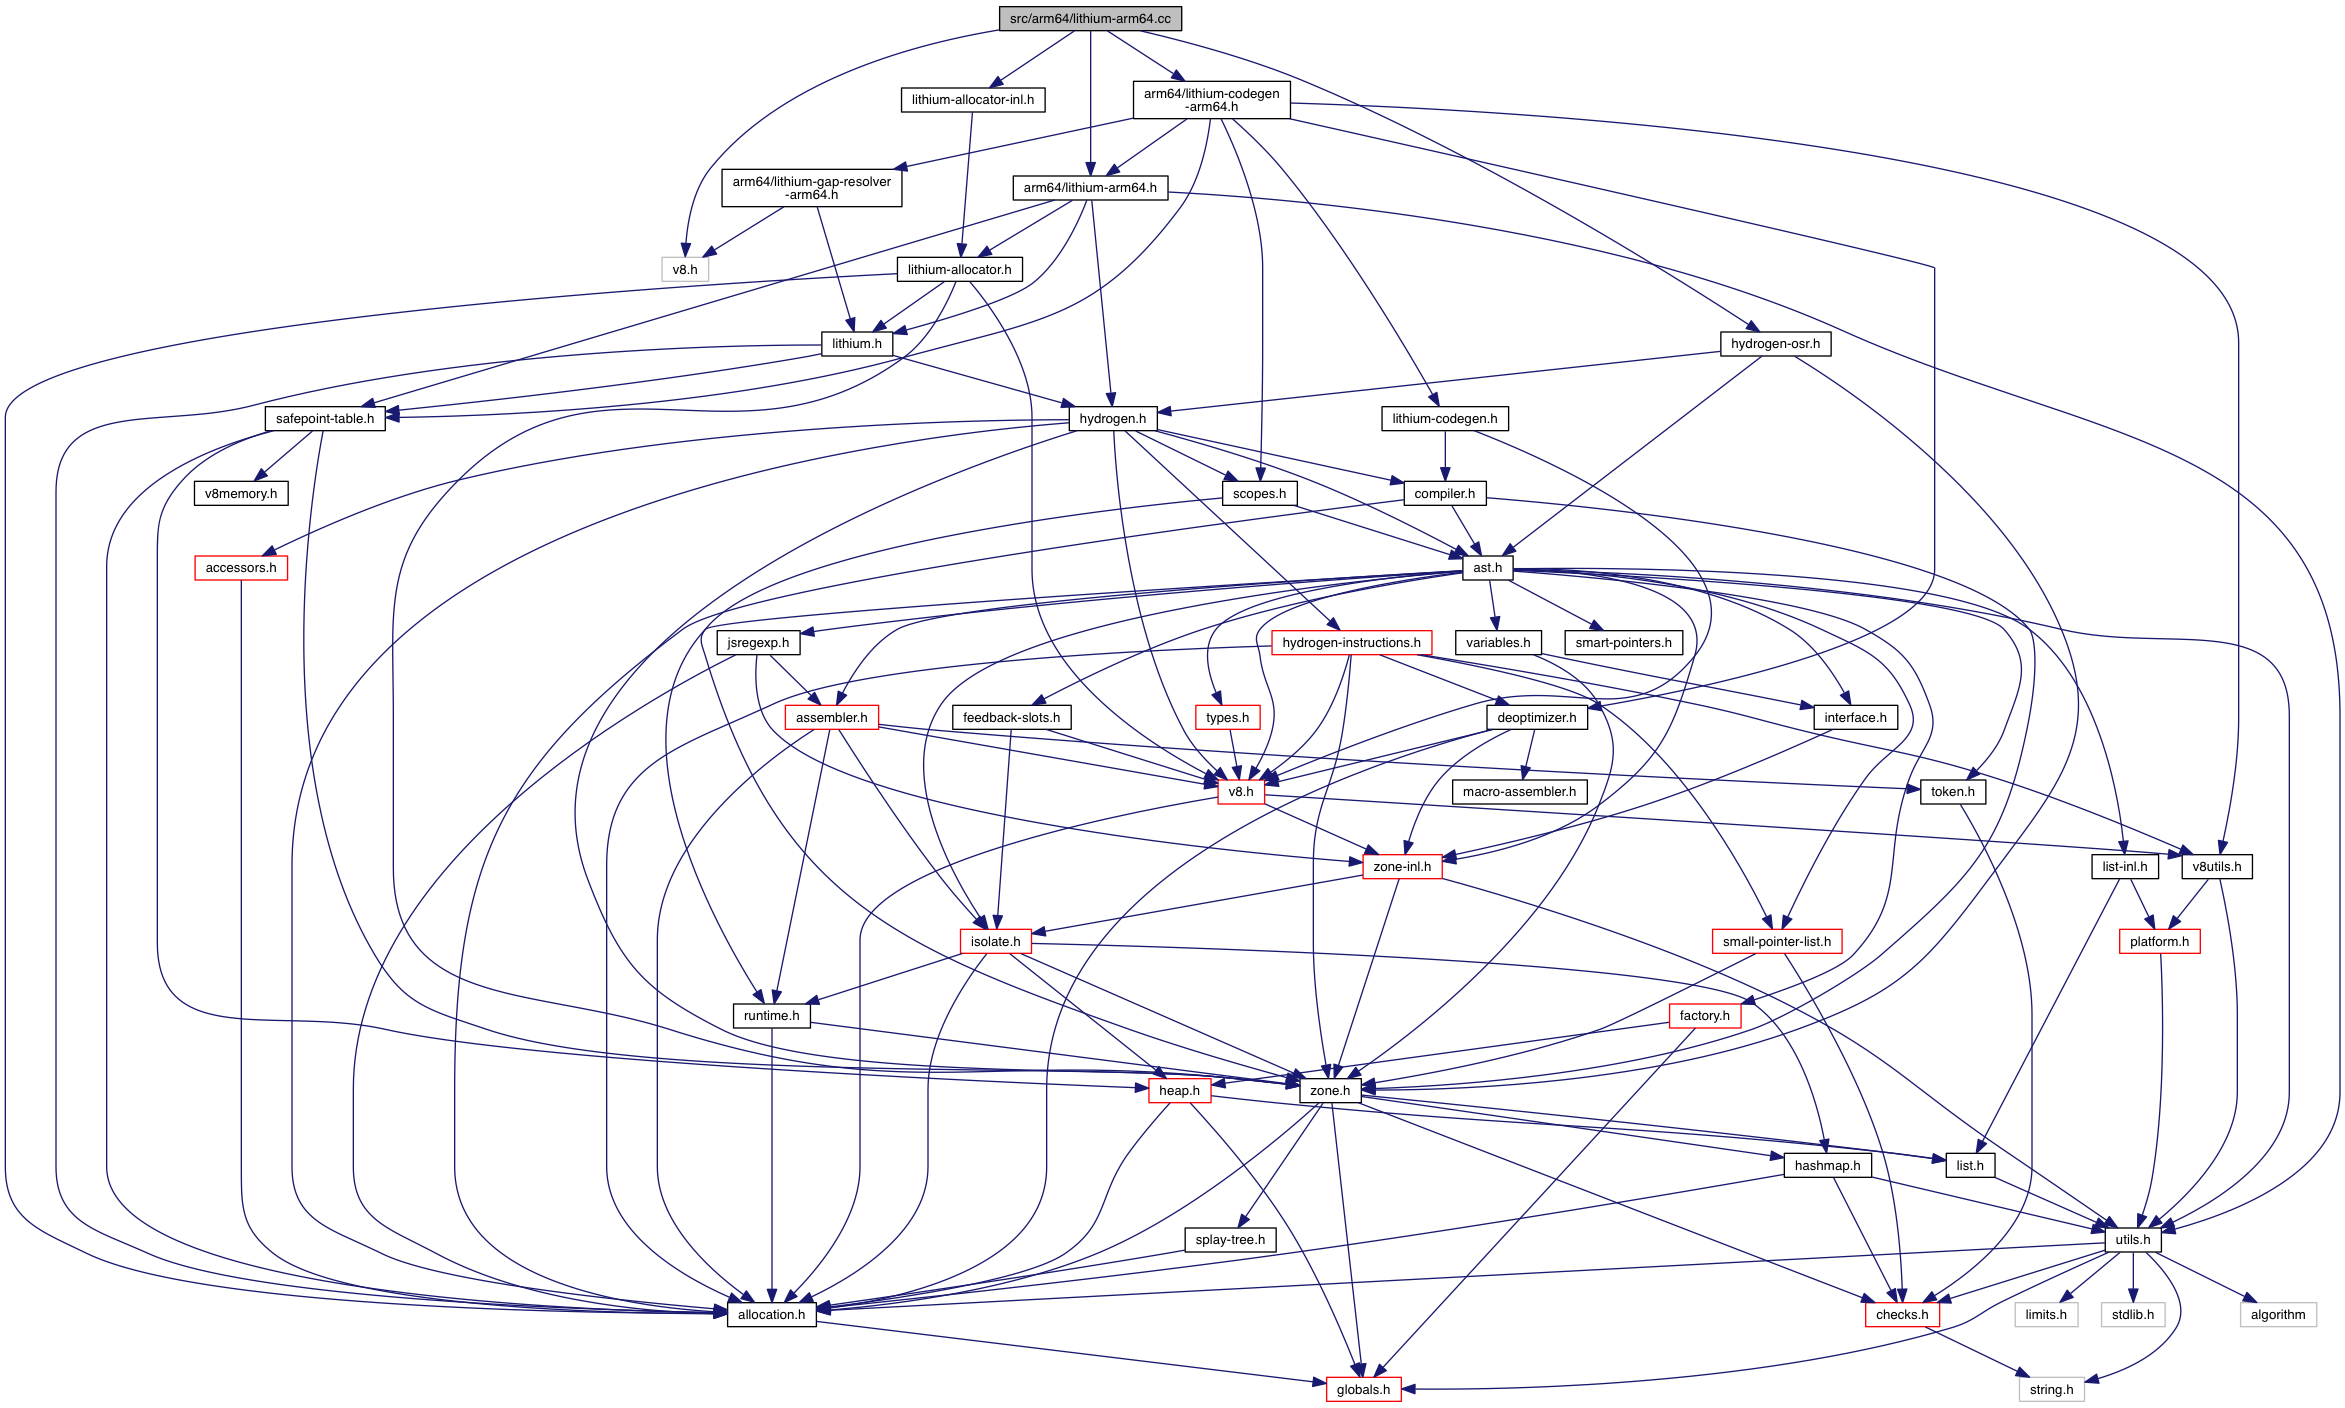 src/arm64/lithium-arm64.cc
lithium-allocator-inl.h
arm64/lithium-codegen
-arm64.h
arm64/lithium-gap-resolver
-arm64.h
arm64/lithium-arm64.h
v8.h
lithium-allocator.h
lithium.h
hydrogen-osr.h
safepoint-table.h
hydrogen.h
lithium-codegen.h
v8memory.h
scopes.h
compiler.h
accessors.h
ast.h
jsregexp.h
hydrogen-instructions.h
variables.h
smart-pointers.h
assembler.h
feedback-slots.h
types.h
deoptimizer.h
interface.h
v8.h
macro-assembler.h
token.h
zone-inl.h
list-inl.h
v8utils.h
isolate.h
small-pointer-list.h
platform.h
runtime.h
factory.h
heap.h
zone.h
hashmap.h
list.h
splay-tree.h
utils.h
allocation.h
checks.h
limits.h
stdlib.h
algorithm
globals.h
string.h